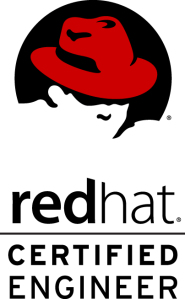 ®
redhat®
CERTIFIED
ENGINEER